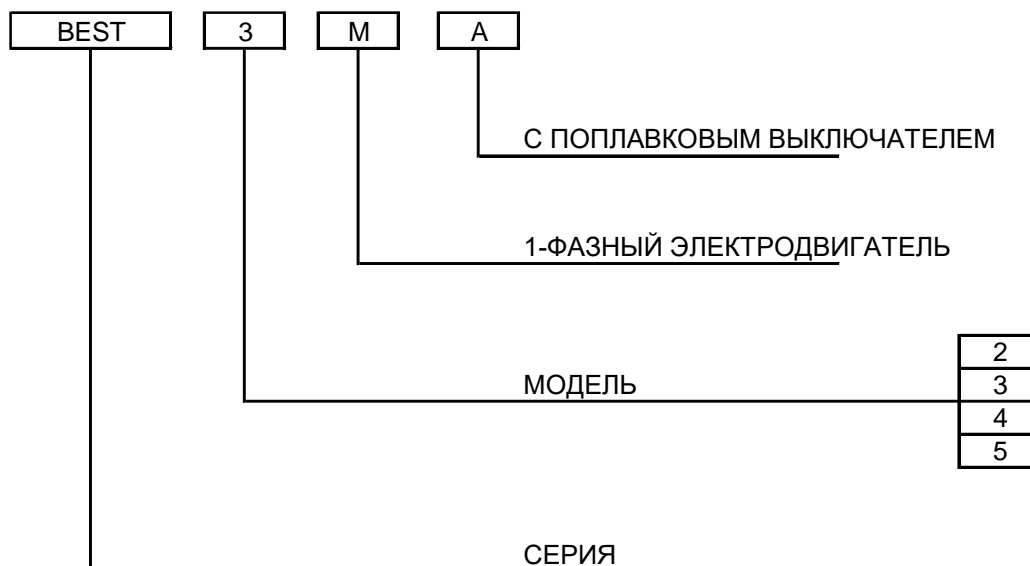 BEST 3 М А
С ПОПЛАВКОВЫМ ВЫКЛЮЧАТЕЛЕМ
1-ФАЗНЫЙ ЭЛЕКТРОДВИГАТЕЛЬ
2
МОДЕЛЬ 3
4
5
СЕРИЯ